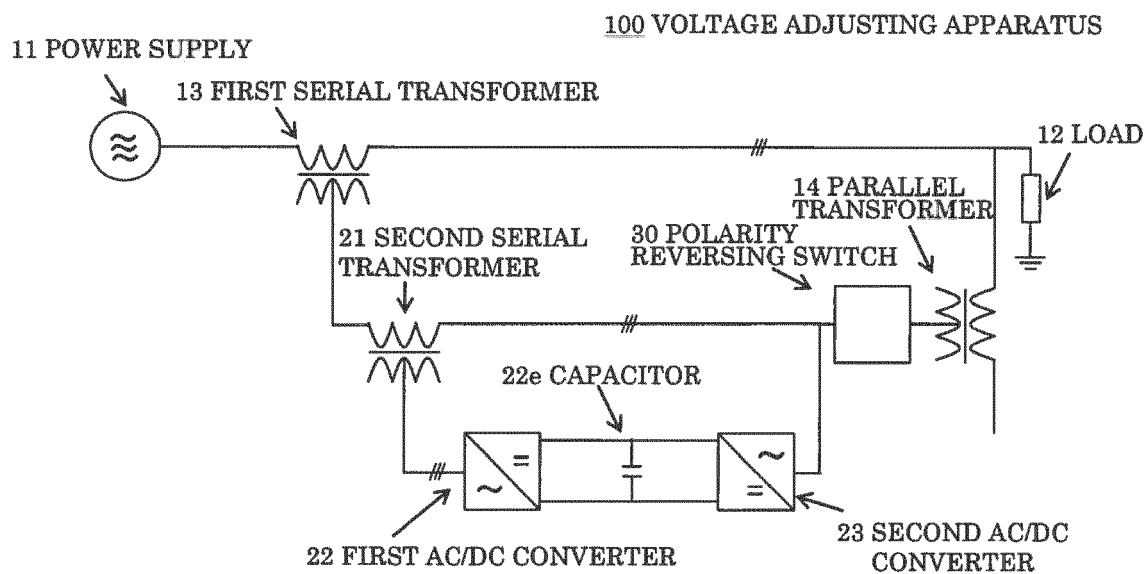 100 VOLTAGE ADJUSTING APPARATUS
11 POWER SUPPLY
13 FIRST SERIAL TRANSFORMER
12 LOAD
14 PARALLEL
TRANSFORMER
21 SECOND SERIAL
TRANSFORMER
30 POLARITY
REVERSING SWITCH
22e CAPACITOR
22 FIRST AC/DC CONVERTER
23 SECOND AC/DC
CONVERTER